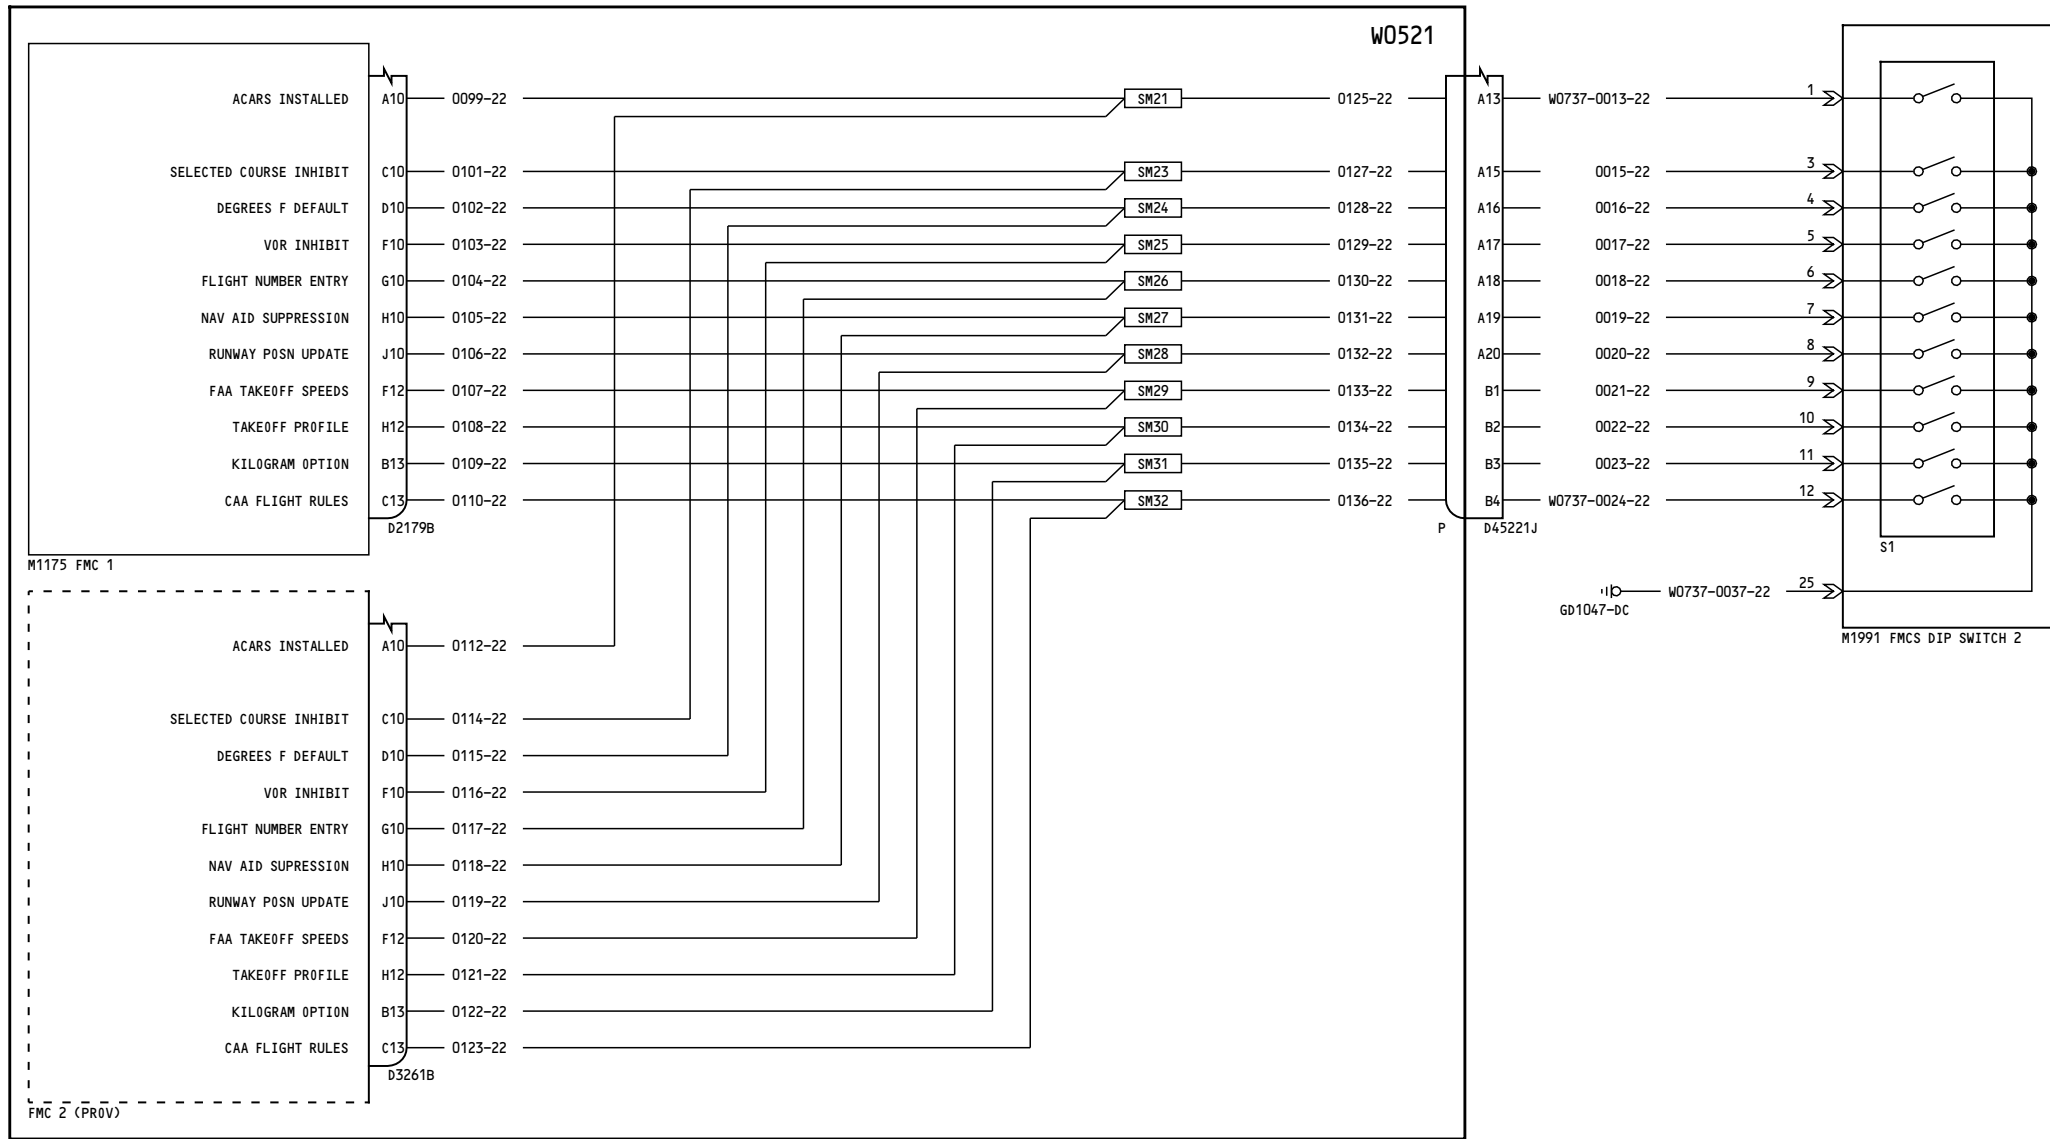 W0521
ACARS INSTALLED A10 0099-22 SM21 0125-22 A13 W0737-0013-22 1
SELECTED COURSE INHIBIT C10 0101-22 SM23 0127-22 A15 0015-22 3
DEGREES F DEFAULT D10 0102-22 SM24 0128-22 A16 0016-22 4
VOR INHIBIT F10 0103-22 SM25 0129-22 A17 0017-22 5
FLIGHT NUMBER ENTRY G10 0104-22 SM26 0130-22 A18 0018-22 6
NAV AID SUPPRESSION H10 0105-22 SM27 0131-22 A19 0019-22 7
RUNWAY POSN UPDATE J10 0106-22 SM28 0132-22 A20 0020-22 8
FAA TAKEOFF SPEEDS F12 0107-22 SM29 0133-22 B1 0021-22 9
TAKEOFF PROFILE H12 0108-22 SM30 0134-22 B2 0022-22 10
KILOGRAM OPTION B13 0109-22 SM31 0135-22 B3 0023-22 11
CAA FLIGHT RULES C13 0110-22 SM32 0136-22 B4 W0737-0024-22 12
D2179B P D45221J
S1
M1175 FMC 1
W0737-0037-22 25
GD1047-DC
M1991 FMCS DIP SWITCH 2
ACARS INSTALLED A10 0112-22
SELECTED COURSE INHIBIT C10 0114-22
DEGREES F DEFAULT D10 0115-22
VOR INHIBIT F10 0116-22
FLIGHT NUMBER ENTRY G10 0117-22
NAV AID SUPRESSION H10 0118-22
RUNWAY POSN UPDATE J10 0119-22
FAA TAKEOFF SPEEDS F12 0120-22
TAKEOFF PROFILE H12 0121-22
KILOGRAM OPTION B13 0122-22
CAA FLIGHT RULES C13 0123-22
D3261B
FMC 2 (PROV)